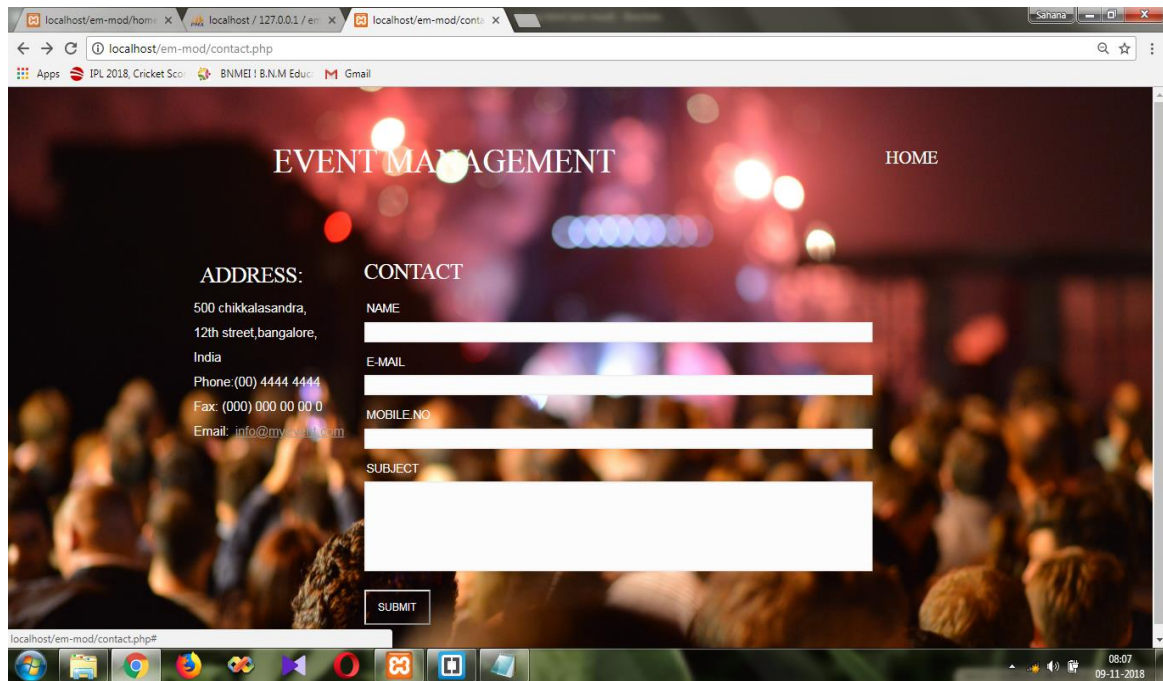 localhost/em-mod/home
localhost / 127.0.0.1 / em
localhost/em-mod/conta
Sahana
localhost/em-mod/contact.php
Apps
IPL 2018, Cricket Scor
BNMEI ! B.N.M Educ
Gmail
EVENT MANAGEMENT
HOME
ADDRESS:
500 chikkalasandra,
12th street,bangalore,
India
Phone:(00) 4444 4444
Fax: (000) 000 00 00 0
Email:
CONTACT
NAME
E-MAIL
MOBILE.NO
SUBJECT
SUBMIT
localhost/em-mod/contact.php#
08:07
09-11-2018